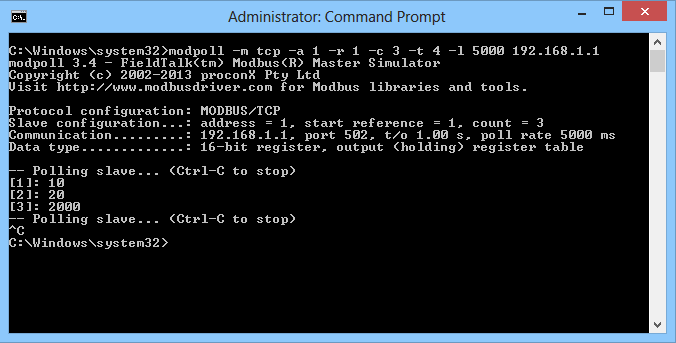 Administrator: Command Prompt
C:\Windows\system32>modpoll -m tcp -a 1 -r 1 -c 3 -t 4 -l 5000 192.168.1.1
modpoll 3.4 - FieldTalk(tm) Modbus(R) Master Simulator
Copyright (c) 2002-2013 proconX Pty Ltd
Visit http://www.modbusdriver.com for Modbus libraries and tools.
Protocol configuration: MODBUS/TCP
Slave configuration...: address = 1, start reference = 1, count = 3
Communication.........: 192.168.1.1, port 502, t/o 1.00 s, poll rate 5000 ms
Data type.............: 16-bit register, output (holding) register table
-- Polling slave... (Ctrl-C to stop)
[1]: 10
[2]: 20
[3]: 2000
-- Polling slave... (Ctrl-C to stop)
^C
C:\Windows\system32>